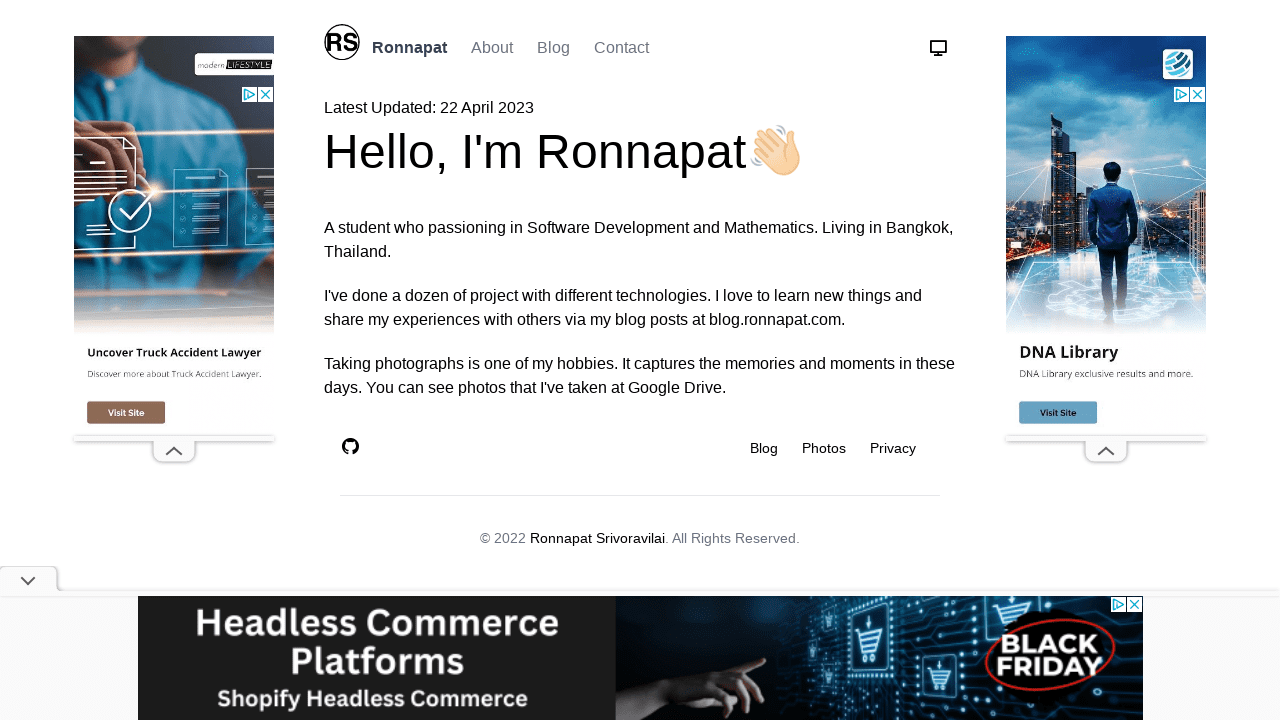 modern LIFESTYLE
RS
Ronnapat
About
Blog
Contact
Latest Updated: 22 April 2023
Hello, I'm Ronnapat
A student who passioning in Software Development and Mathematics. Living in Bangkok,
Thailand.
I've done a dozen of project with different technologies. I love to learn new things and
share my experiences with others via my blog posts at blog.ronnapat.com.
Taking photographs is one of my hobbies. It captures the memories and moments in these
days. You can see photos that I've taken at Google Drive.
Uncover Truck Accident Lawyer
Discover more about Truck Accident Lawyer.
Visit Site
DNA Library
DNA Library exclusive results and more.
Visit Site
Blog
Photos
Privacy
© 2022 Ronnapat Srivoravilai. All Rights Reserved.
Headless Commerce
Platforms
Shopify Headless Commerce
BLACK
FRIDAY